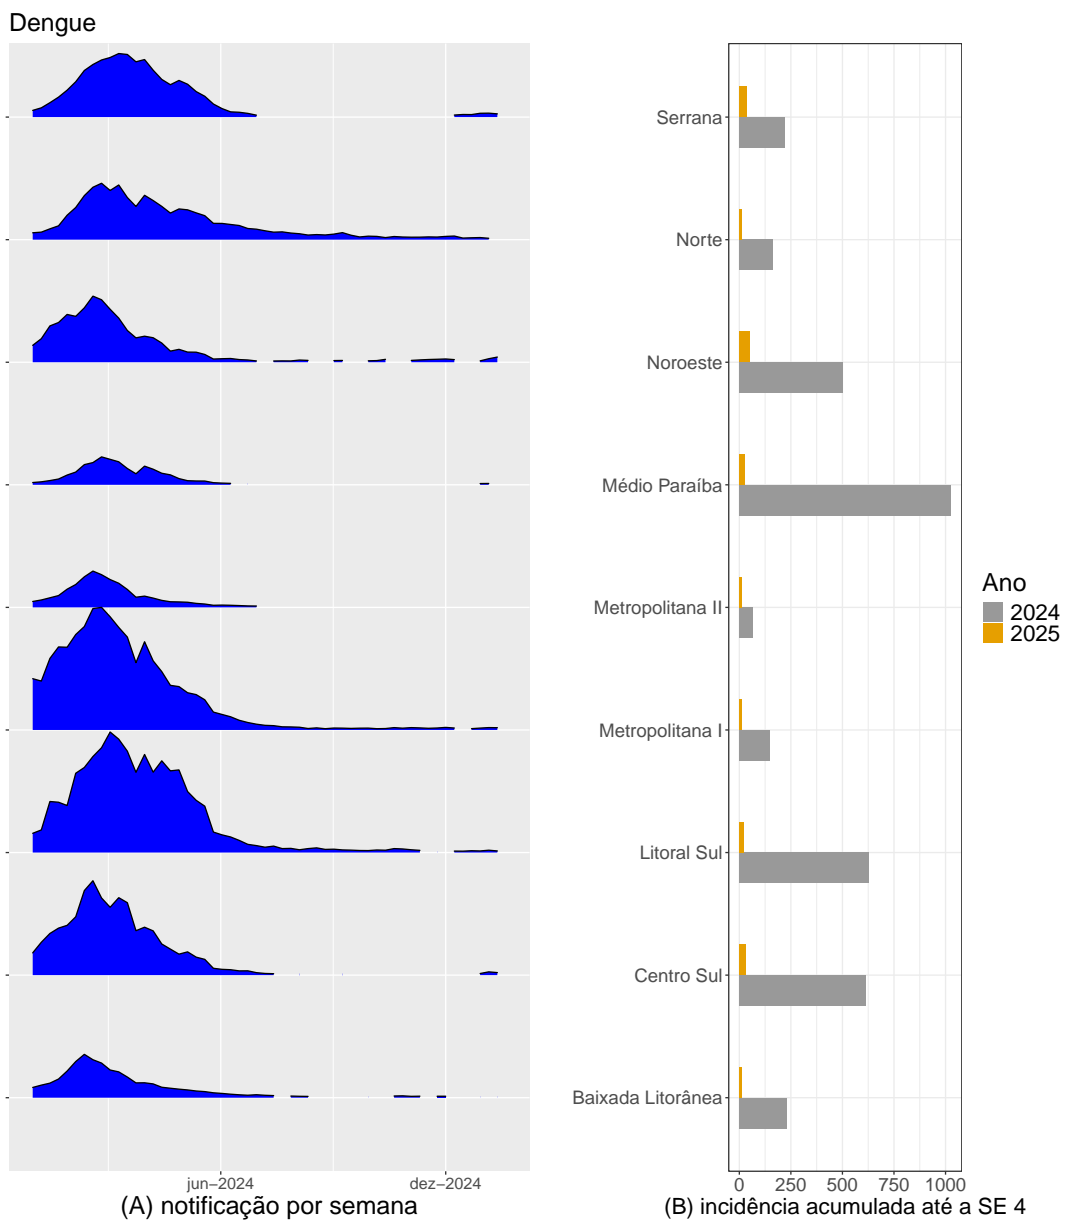 Dengue
Serrana
Norte
Noroeste
Médio Paraíba
Metropolitana II
Metropolitana I
Litoral Sul
Centro Sul
Baixada Litorânea
Ano
2024
2025
jun–2024 dez–2024
(A) notificação por semana
0 250 500 750 1000
(B) incidência acumulada até a SE 4